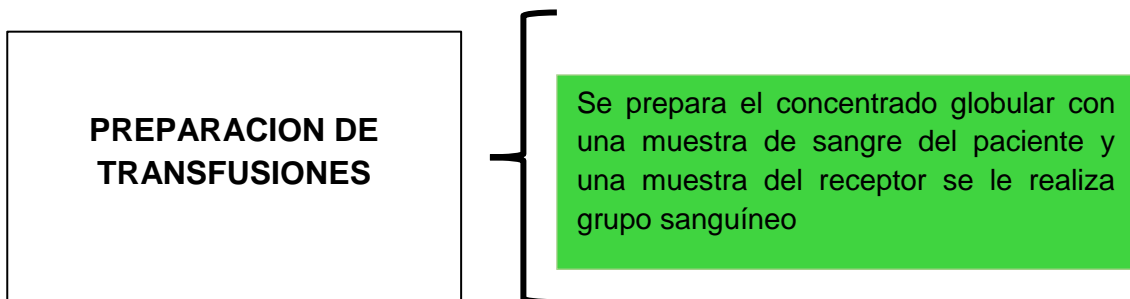 PREPARACION DE
TRANSFUSIONES
Se prepara el concentrado globular con
una muestra de sangre del paciente y
una muestra del receptor se le realiza
grupo sanguíneo